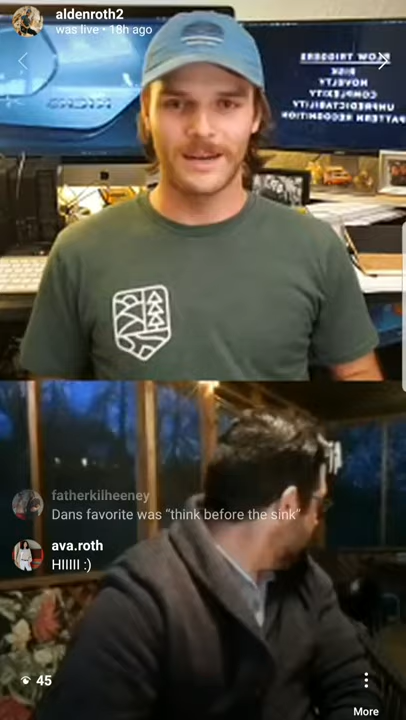 aldenroth2
was live • 18h ago
FLOW TRIGGERS
RISK
NOVELTY
COMPLEXITY
UNPREDICTABILITY
PATTERN RECOGNITION
fatherkilheeney
Dans favorite was “think before the sink”
ava.roth
HIIIII :)
45
More